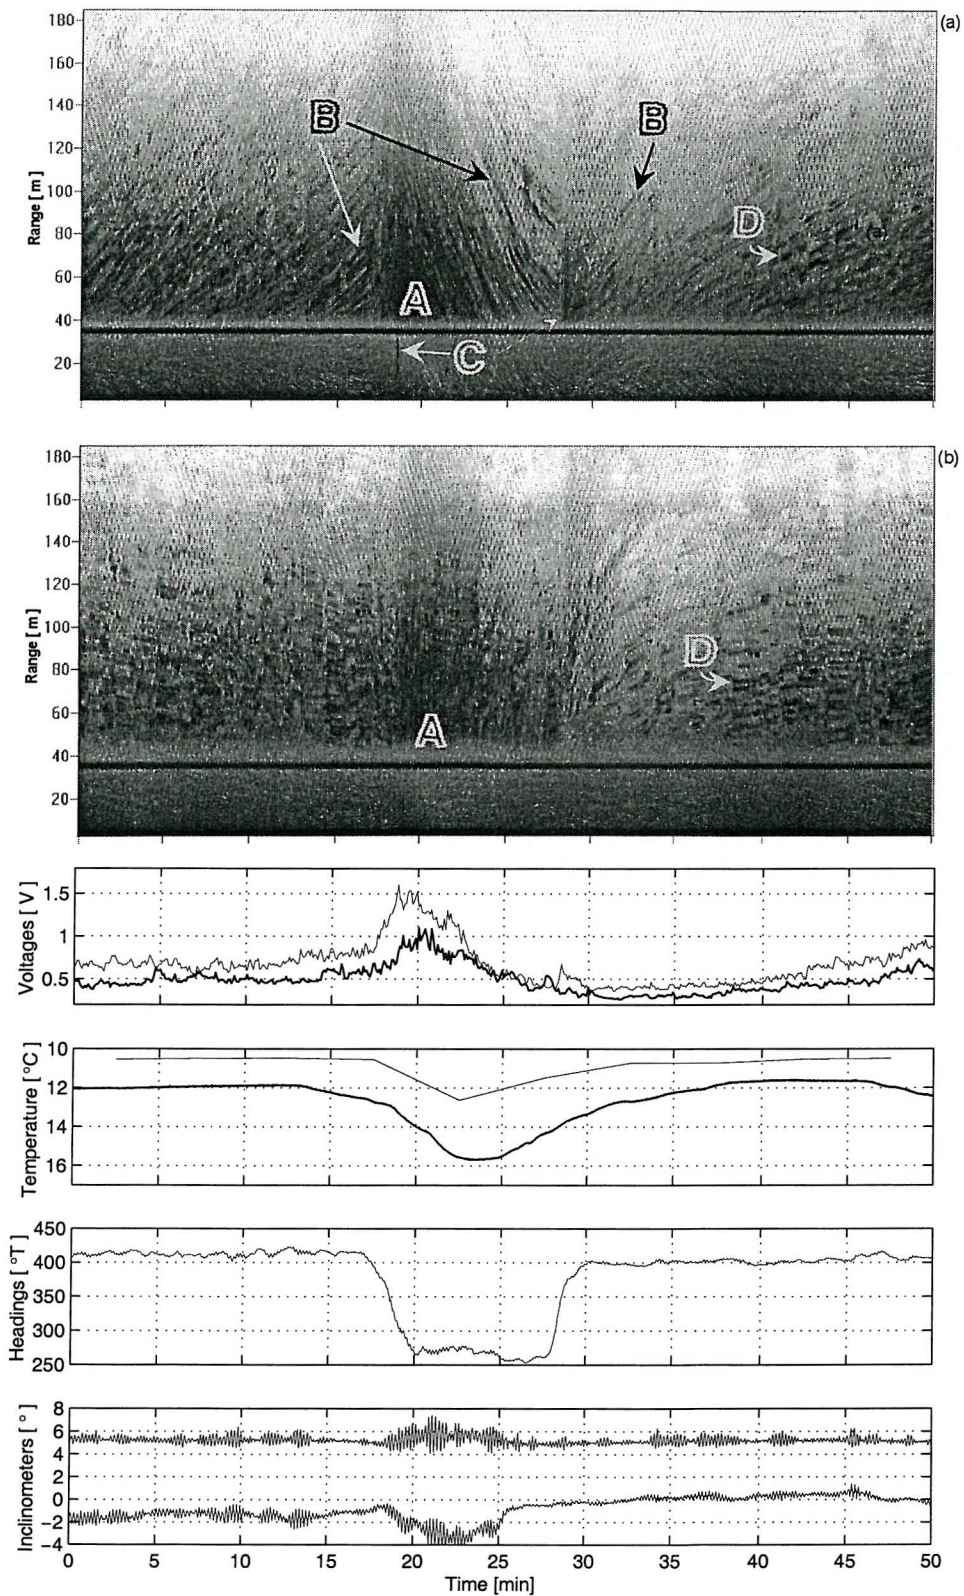 (a)
180
160
140
120
100
80
60
40
20
Range [ m ]
B
B
D
(a)
A
C
(b)
180
160
140
120
100
80
60
40
20
Range [ m ]
D
A
Voltages [ V ]
1.5
1
0.5
Temperature [ °C ]
10
12
14
16
Headings [ °T ]
450
400
350
300
250
Inclinometers [ ° ]
8
6
4
2
0
−2
−4
0 5 10 15 20 25 30 35 40 45 50
Time [min]